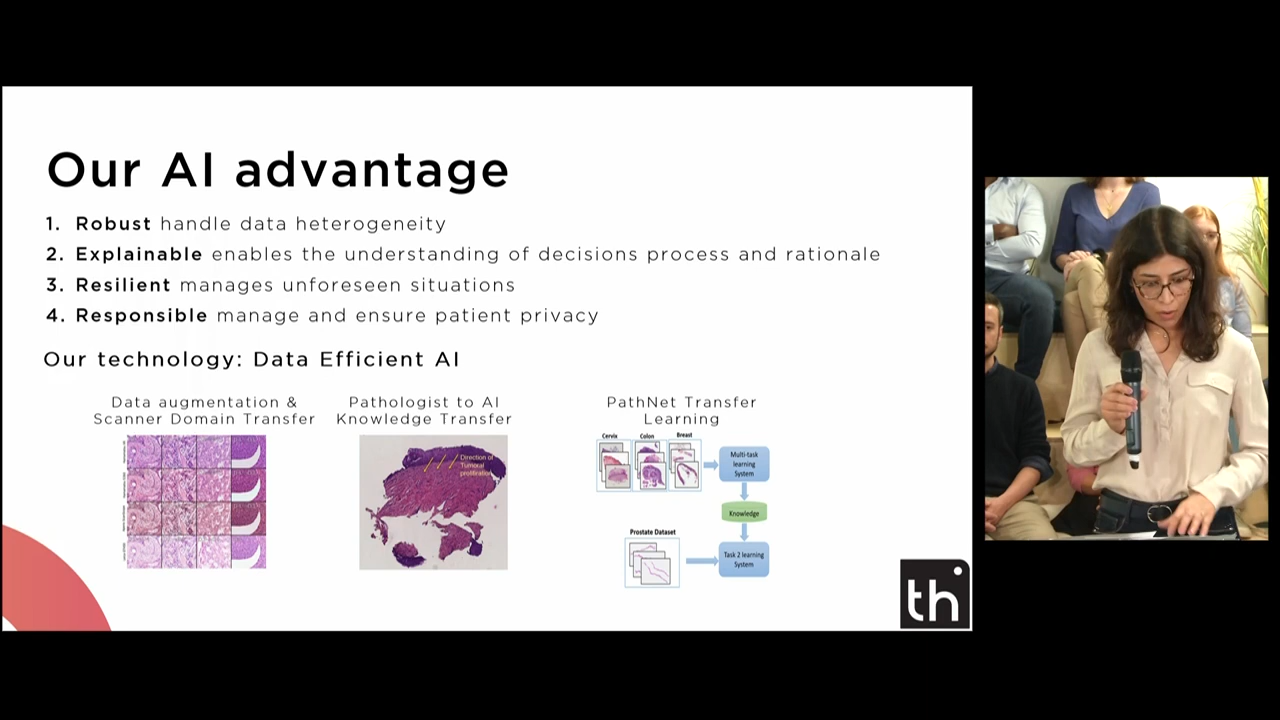 Our AI advantage
1. Robust handle data heterogeneity
2. Explainable enables the understanding of decisions process and rationale
3. Resilient manages unforeseen situations
4. Responsible manage and ensure patient privacy
Our technology: Data Efficient AI
Data augmentation &
Scanner Domain Transfer
Pathologist to AI
Knowledge Transfer
Direction of
Tumoral
proliferation
PathNet Transfer
Learning
Cervix Colon Breast
Multi-task
learning
System
Knowledge
Prostate Dataset
Task 2 learning
System
th